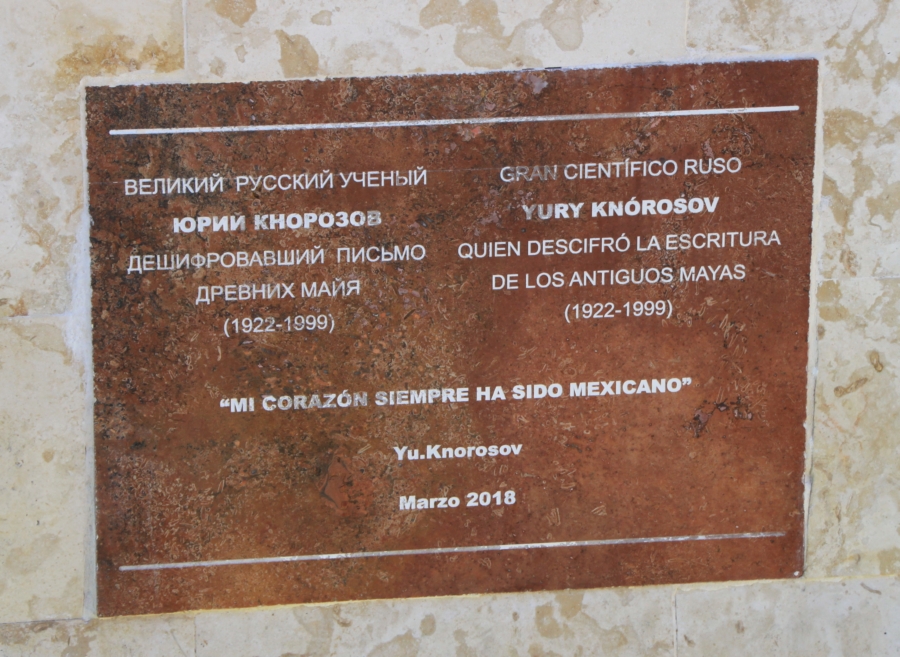 ВЕЛИКИЙ РУССКИЙ УЧЕНЫЙ
ЮРИЙ КНОРОЗОВ
ДЕШИФРОВАВШИЙ ПИСЬМО
ДРЕВНИХ МАЙЯ
(1922-1999)
GRAN CIENTÍFICO RUSO
YURY KNÓROSOV
QUIEN DESCIFRÓ LA ESCRITURA
DE LOS ANTIGUOS MAYAS
(1922-1999)
“MI CORAZÓN SIEMPRE HA SIDO MEXICANO”
Yu.Knorosov
Marzo 2018